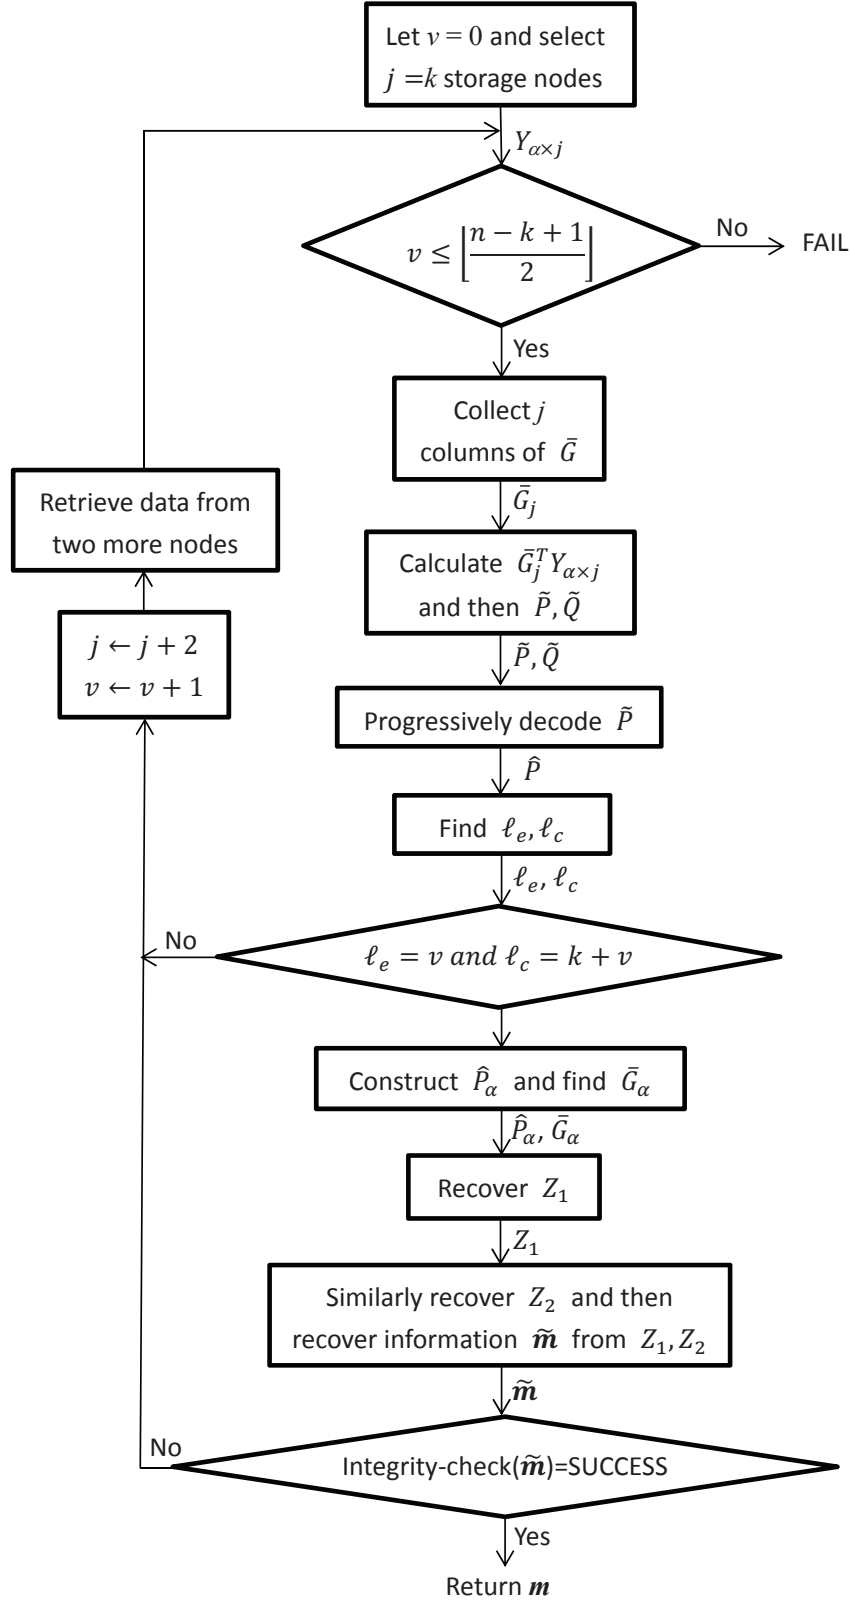 Let v = 0 and select
j =k storage nodes
Y_{α×j}
v ≤ ⌊(n − k + 1)/2⌋
No
FAIL
Yes
Collect j
columns of Ḡ
Ḡ_j
Retrieve data from
two more nodes
Calculate Ḡ_j^T Y_{α×j}
and then P̃, Q̃
P̃, Q̃
j ← j + 2
v ← v + 1
Progressively decode P̃
P̂
Find ℓ_e, ℓ_c
ℓ_e, ℓ_c
No
ℓ_e = v and ℓ_c = k + v
Construct P̂_α and find Ḡ_α
P̂_α, Ḡ_α
Recover Z_1
Z_1
Similarly recover Z_2 and then
recover information m̃ from Z_1, Z_2
m̃
No
Integrity-check(m̃)=SUCCESS
Yes
Return m